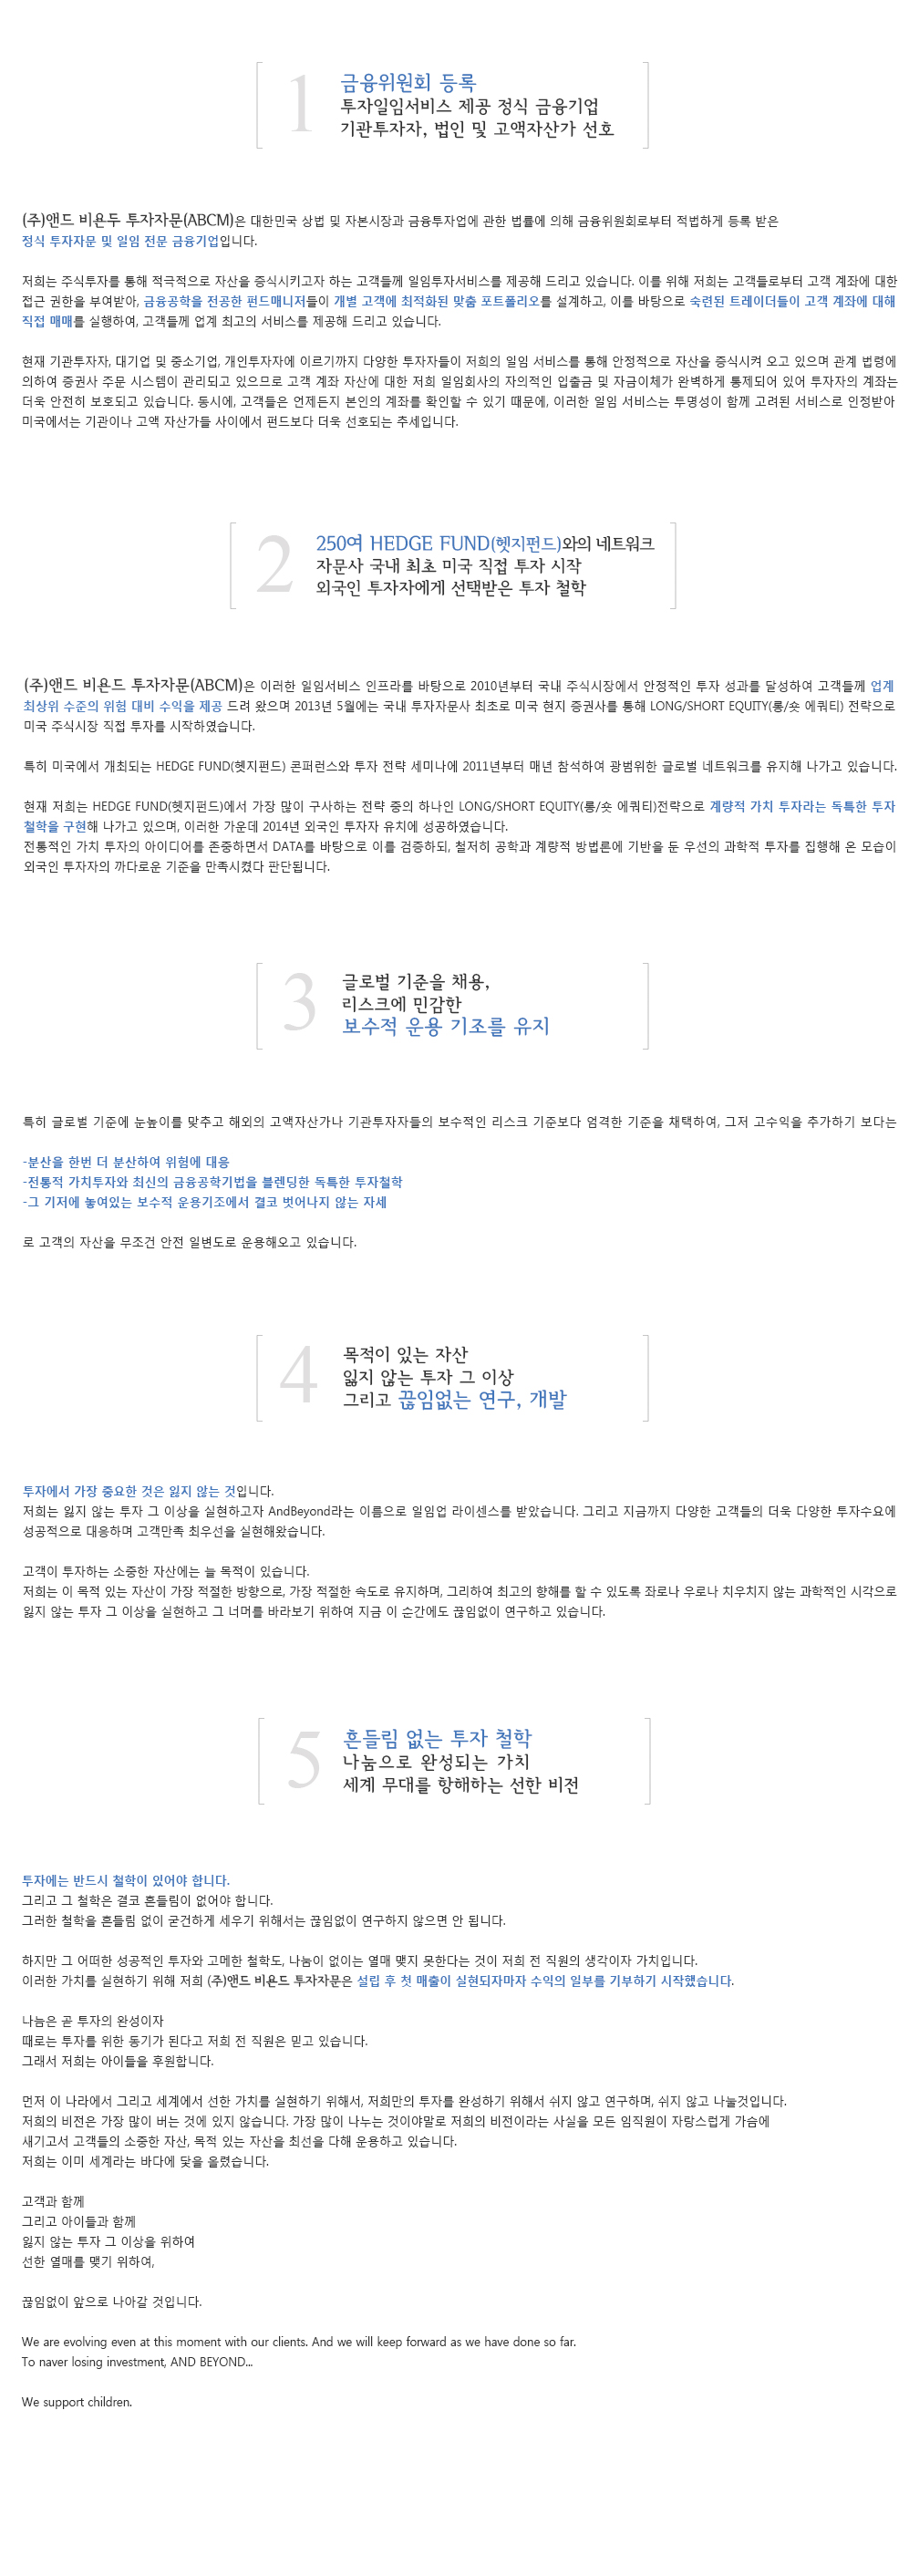 1
금융위원회 등록
투자일임서비스 제공 정식 금융기업
기관투자자, 법인 및 고액자산가 선호
(주)앤드 비욘두 투자자문(ABCM)은 대한민국 상법 및 자본시장과 금융투자업에 관한 법률에 의해 금융위원회로부터 적법하게 등록 받은
정식 투자자문 및 일임 전문 금융기업입니다.
저희는 주식투자를 통해 적극적으로 자산을 증식시키고자 하는 고객들께 일임투자서비스를 제공해 드리고 있습니다. 이를 위해 저희는 고객들로부터 고객 계좌에 대한
접근 권한을 부여받아, 금융공학을 전공한 펀드매니저들이 개별 고객에 최적화된 맞춤 포트폴리오를 설계하고, 이를 바탕으로 숙련된 트레이더들이 고객 계좌에 대해
직접 매매를 실행하여, 고객들께 업계 최고의 서비스를 제공해 드리고 있습니다.
현재 기관투자자, 대기업 및 중소기업, 개인투자자에 이르기까지 다양한 투자자들이 저희의 일임 서비스를 통해 안정적으로 자산을 증식시켜 오고 있으며 관계 법령에
의하여 증권사 주문 시스템이 관리되고 있으므로 고객 계좌 자산에 대한 저희 일임회사의 자의적인 입출금 및 자금이체가 완벽하게 통제되어 있어 투자자의 계좌는
더욱 안전히 보호되고 있습니다. 동시에, 고객들은 언제든지 본인의 계좌를 확인할 수 있기 때문에, 이러한 일임 서비스는 투명성이 함께 고려된 서비스로 인정받아
미국에서는 기관이나 고액 자산가들 사이에서 펀드보다 더욱 선호되는 추세입니다.
2
250여 HEDGE FUND(헷지펀드)와의 네트워크
자문사 국내 최초 미국 직접 투자 시작
외국인 투자자에게 선택받은 투자 철학
(주)앤드 비욘드 투자자문(ABCM)은 이러한 일임서비스 인프라를 바탕으로 2010년부터 국내 주식시장에서 안정적인 투자 성과를 달성하여 고객들께 업계
최상위 수준의 위험 대비 수익을 제공 드려 왔으며 2013년 5월에는 국내 투자자문사 최초로 미국 현지 증권사를 통해 LONG/SHORT EQUITY(롱/숏 에쿼티) 전략으로
미국 주식시장 직접 투자를 시작하였습니다.
특히 미국에서 개최되는 HEDGE FUND(헷지펀드) 콘퍼런스와 투자 전략 세미나에 2011년부터 매년 참석하여 광범위한 글로벌 네트워크를 유지해 나가고 있습니다.
현재 저희는 HEDGE FUND(헷지펀드)에서 가장 많이 구사하는 전략 중의 하나인 LONG/SHORT EQUITY(롱/숏 에쿼티)전략으로 계량적 가치 투자라는 독특한 투자
철학을 구현해 나가고 있으며, 이러한 가운데 2014년 외국인 투자자 유치에 성공하였습니다.
전통적인 가치 투자의 아이디어를 존중하면서 DATA를 바탕으로 이를 검증하되, 철저히 공학과 계량적 방법론에 기반을 둔 우선의 과학적 투자를 집행해 온 모습이
외국인 투자자의 까다로운 기준을 만족시켰다 판단됩니다.
3
글로벌 기준을 채용,
리스크에 민감한
보수적 운용 기조를 유지
특히 글로벌 기준에 눈높이를 맞추고 해외의 고액자산가나 기관투자자들의 보수적인 리스크 기준보다 엄격한 기준을 채택하여, 그저 고수익을 추가하기 보다는
-분산을 한번 더 분산하여 위험에 대응
-전통적 가치투자와 최신의 금융공학기법을 블렌딩한 독특한 투자철학
-그 기저에 놓여있는 보수적 운용기조에서 결코 벗어나지 않는 자세
로 고객의 자산을 무조건 안전 일변도로 운용해오고 있습니다.
4
목적이 있는 자산
잃지 않는 투자 그 이상
그리고 끊임없는 연구, 개발
투자에서 가장 중요한 것은 잃지 않는 것입니다.
저희는 잃지 않는 투자 그 이상을 실현하고자 AndBeyond라는 이름으로 일임업 라이센스를 받았습니다. 그리고 지금까지 다양한 고객들의 더욱 다양한 투자수요에
성공적으로 대응하며 고객만족 최우선을 실현해왔습니다.
고객이 투자하는 소중한 자산에는 늘 목적이 있습니다.
저희는 이 목적 있는 자산이 가장 적절한 방향으로, 가장 적절한 속도로 유지하며, 그리하여 최고의 항해를 할 수 있도록 좌로나 우로나 치우치지 않는 과학적인 시각으로
잃지 않는 투자 그 이상을 실현하고 그 너머를 바라보기 위하여 지금 이 순간에도 끊임없이 연구하고 있습니다.
5
흔들림 없는 투자 철학
나눔으로 완성되는 가치
세계 무대를 항해하는 선한 비전
투자에는 반드시 철학이 있어야 합니다.
그리고 그 철학은 결코 흔들림이 없어야 합니다.
그러한 철학을 흔들림 없이 굳건하게 세우기 위해서는 끊임없이 연구하지 않으면 안 됩니다.
하지만 그 어떠한 성공적인 투자와 고메한 철학도, 나눔이 없이는 열매 맺지 못한다는 것이 저희 전 직원의 생각이자 가치입니다.
이러한 가치를 실현하기 위해 저희 (주)앤드 비욘드 투자자문은 설립 후 첫 매출이 실현되자마자 수익의 일부를 기부하기 시작했습니다.
나눔은 곧 투자의 완성이자
때로는 투자를 위한 동기가 된다고 저희 전 직원은 믿고 있습니다.
그래서 저희는 아이들을 후원합니다.
먼저 이 나라에서 그리고 세계에서 선한 가치를 실현하기 위해서, 저희만의 투자를 완성하기 위해서 쉬지 않고 연구하며, 쉬지 않고 나눌것입니다.
저희의 비전은 가장 많이 버는 것에 있지 않습니다. 가장 많이 나누는 것이야말로 저희의 비전이라는 사실을 모든 임직원이 자랑스럽게 가슴에
새기고서 고객들의 소중한 자산, 목적 있는 자산을 최선을 다해 운용하고 있습니다.
저희는 이미 세계라는 바다에 닻을 올렸습니다.
고객과 함께
그리고 아이들과 함께
잃지 않는 투자 그 이상을 위하여
선한 열매를 맺기 위하여,
끊임없이 앞으로 나아갈 것입니다.
We are evolving even at this moment with our clients. And we will keep forward as we have done so far.
To naver losing investment, AND BEYOND...
We support children.